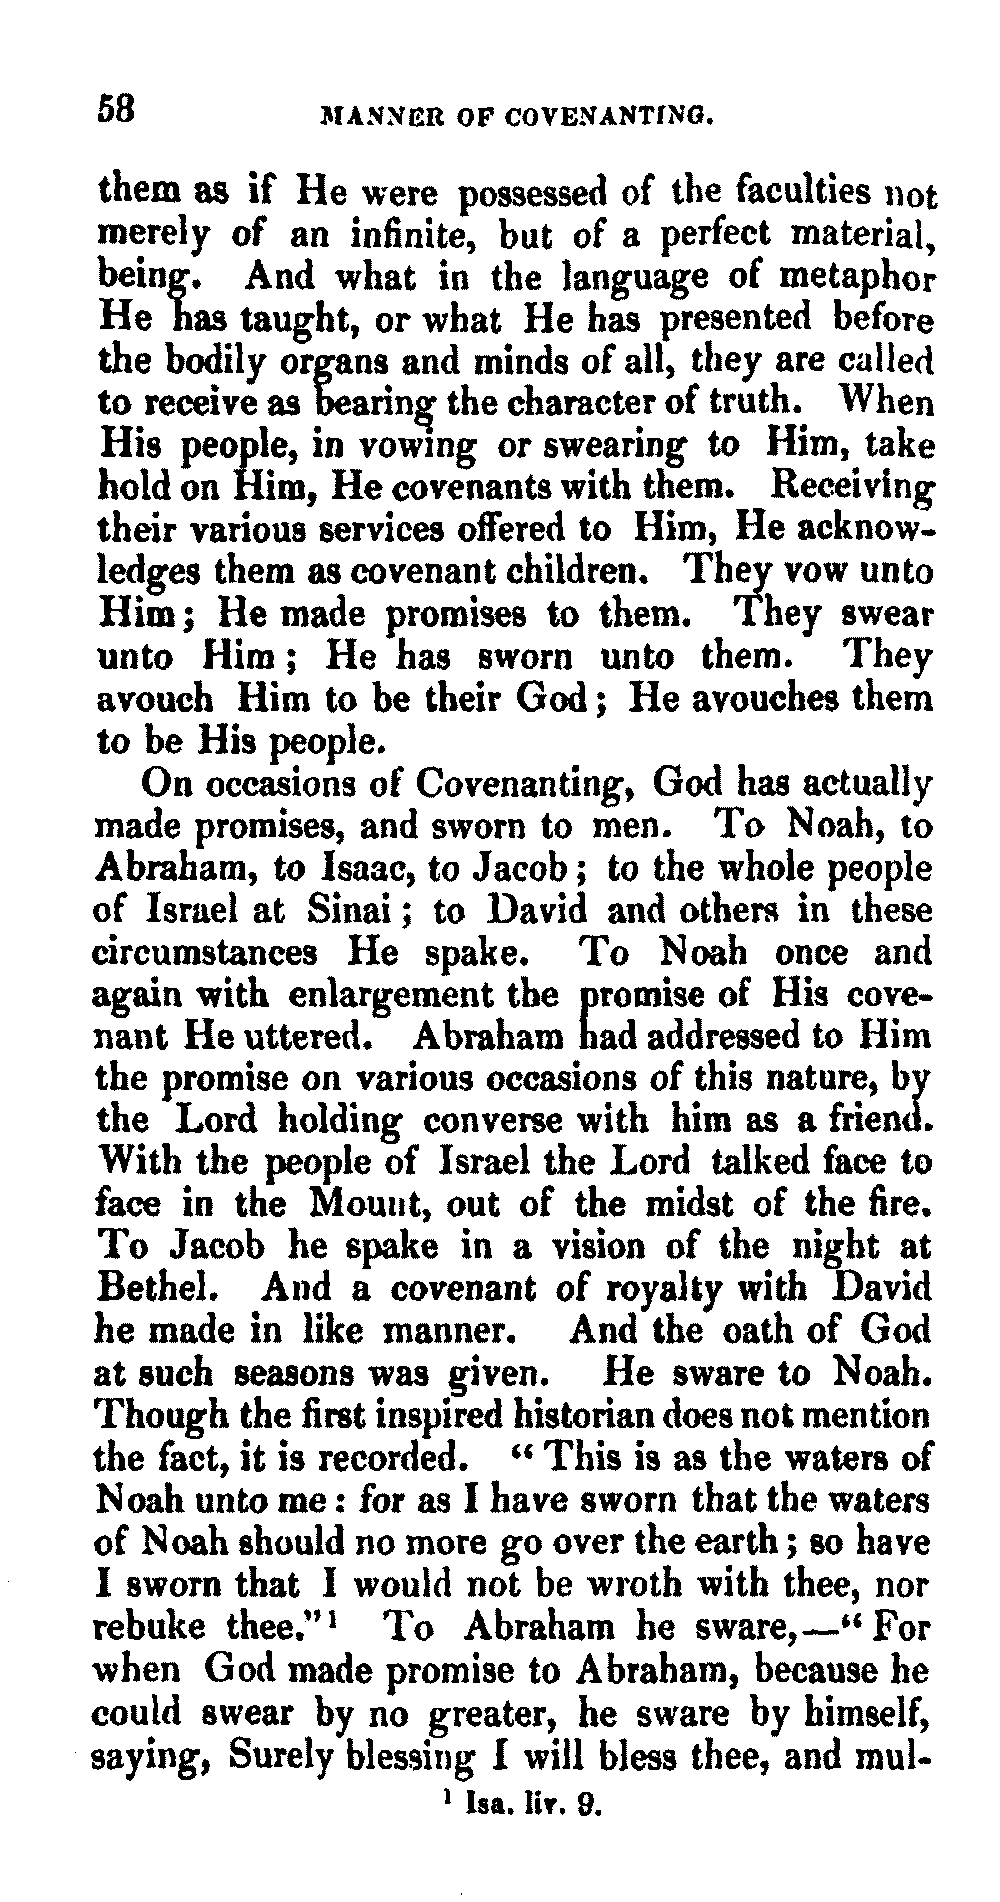 58 MANNER OF COVENANTING.
them as if He were possessed of the faculties not
merely of an infinite, but of a perfect material,
being. And what in the language of metaphor
He has taught, or what He has presented before
the bodily organs and minds of all, they are called
to receive as bearing the character of truth. When
His people, in vowing or swearing to Him, take
hold on Him, He covenants with them. Receiving
their various services offered to Him, He acknow-
ledges them as covenant children. They vow unto
Him; He made promises to them. They swear
unto Him; He has sworn unto them. They
avouch Him to be their God; He avouches them
to be His people.
On occasions of Covenanting, God has actually
made promises, and sworn to men. To Noah, to
Abraham, to Isaac, to Jacob; to the whole people
of Israel at Sinai; to David and others in these
circumstances He spake. To Noah once and
again with enlargement the promise of His cove-
nant He uttered. Abraham had addressed to Him
the promise on various occasions of this nature, by
the Lord holding converse with him as a friend.
With the people of Israel the Lord talked face to
face in the Mount, out of the midst of the fire.
To Jacob he spake in a vision of the night at
Bethel. And a covenant of royalty with David
he made in like manner. And the oath of God
at such seasons was given. He sware to Noah.
Though the first inspired historian does not mention
the fact, it is recorded. “This is as the waters of
Noah unto me: for as I have sworn that the waters
of Noah should no more go over the earth; so have
I sworn that I would not be wroth with thee, nor
rebuke thee.”¹ To Abraham he sware,—“For
when God made promise to Abraham, because he
could swear by no greater, he sware by himself,
saying, Surely blessing I will bless thee, and mul-
¹ Isa. liv. 9.